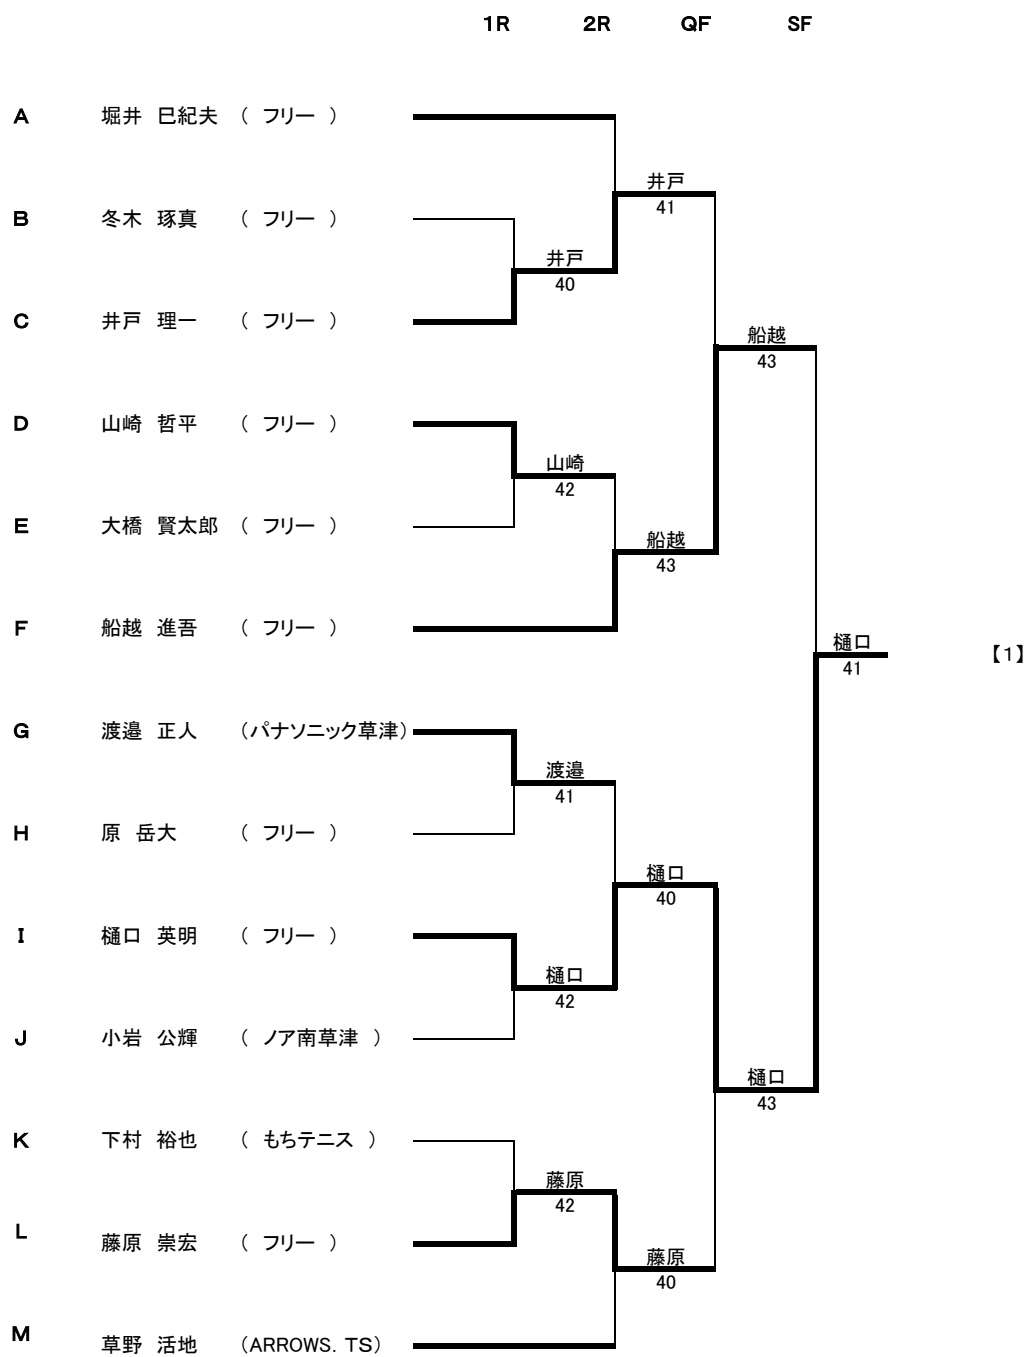 1R 2R QF SF
A 堀井 巳紀夫 ( フリー )
井戸
41
B 冬木 琢真 ( フリー )
井戸
40
C 井戸 理一 ( フリー )
船越
43
D 山崎 哲平 ( フリー )
山崎
42
E 大橋 賢太郎 ( フリー )
船越
43
F 船越 進吾 ( フリー )
樋口 【1】
41
G 渡邉 正人 (パナソニック草津)
渡邉
41
H 原 岳大 ( フリー )
樋口
40
I 樋口 英明 ( フリー )
樋口
42
J 小岩 公輝 ( ノア南草津 )
樋口
43
K 下村 裕也 ( もちテニス )
藤原
42
L 藤原 崇宏 ( フリー )
藤原
40
M 草野 活地 (ARROWS. TS)